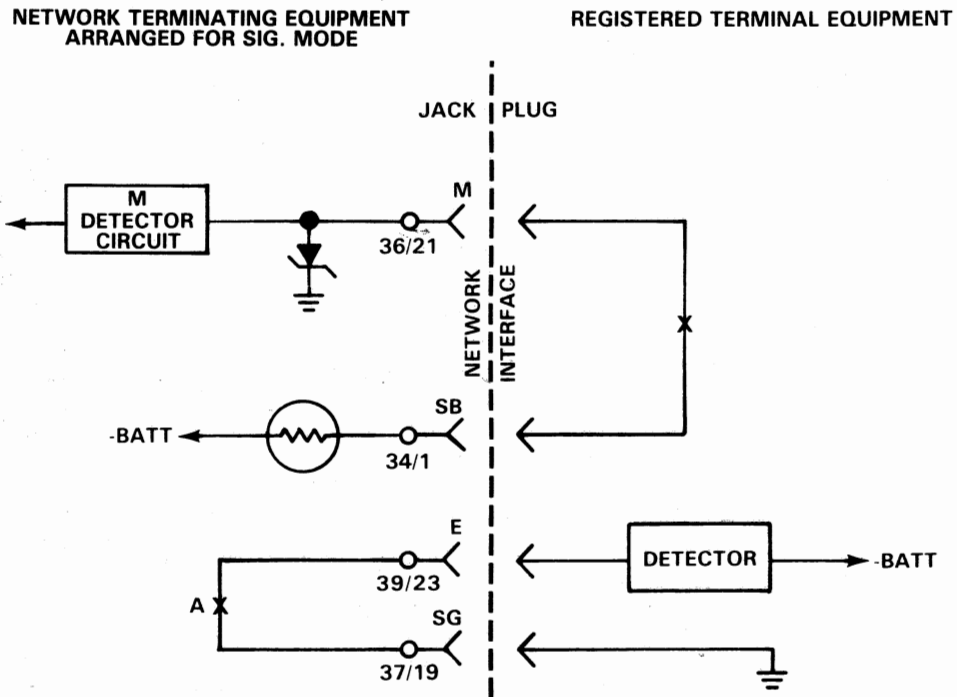 NETWORK TERMINATING EQUIPMENT
ARRANGED FOR SIG. MODE
REGISTERED TERMINAL EQUIPMENT
JACK
PLUG
M
DETECTOR
CIRCUIT
M
36/21
NETWORK
INTERFACE
-BATT
SB
34/1
E
39/23
DETECTOR
-BATT
A
SG
37/19